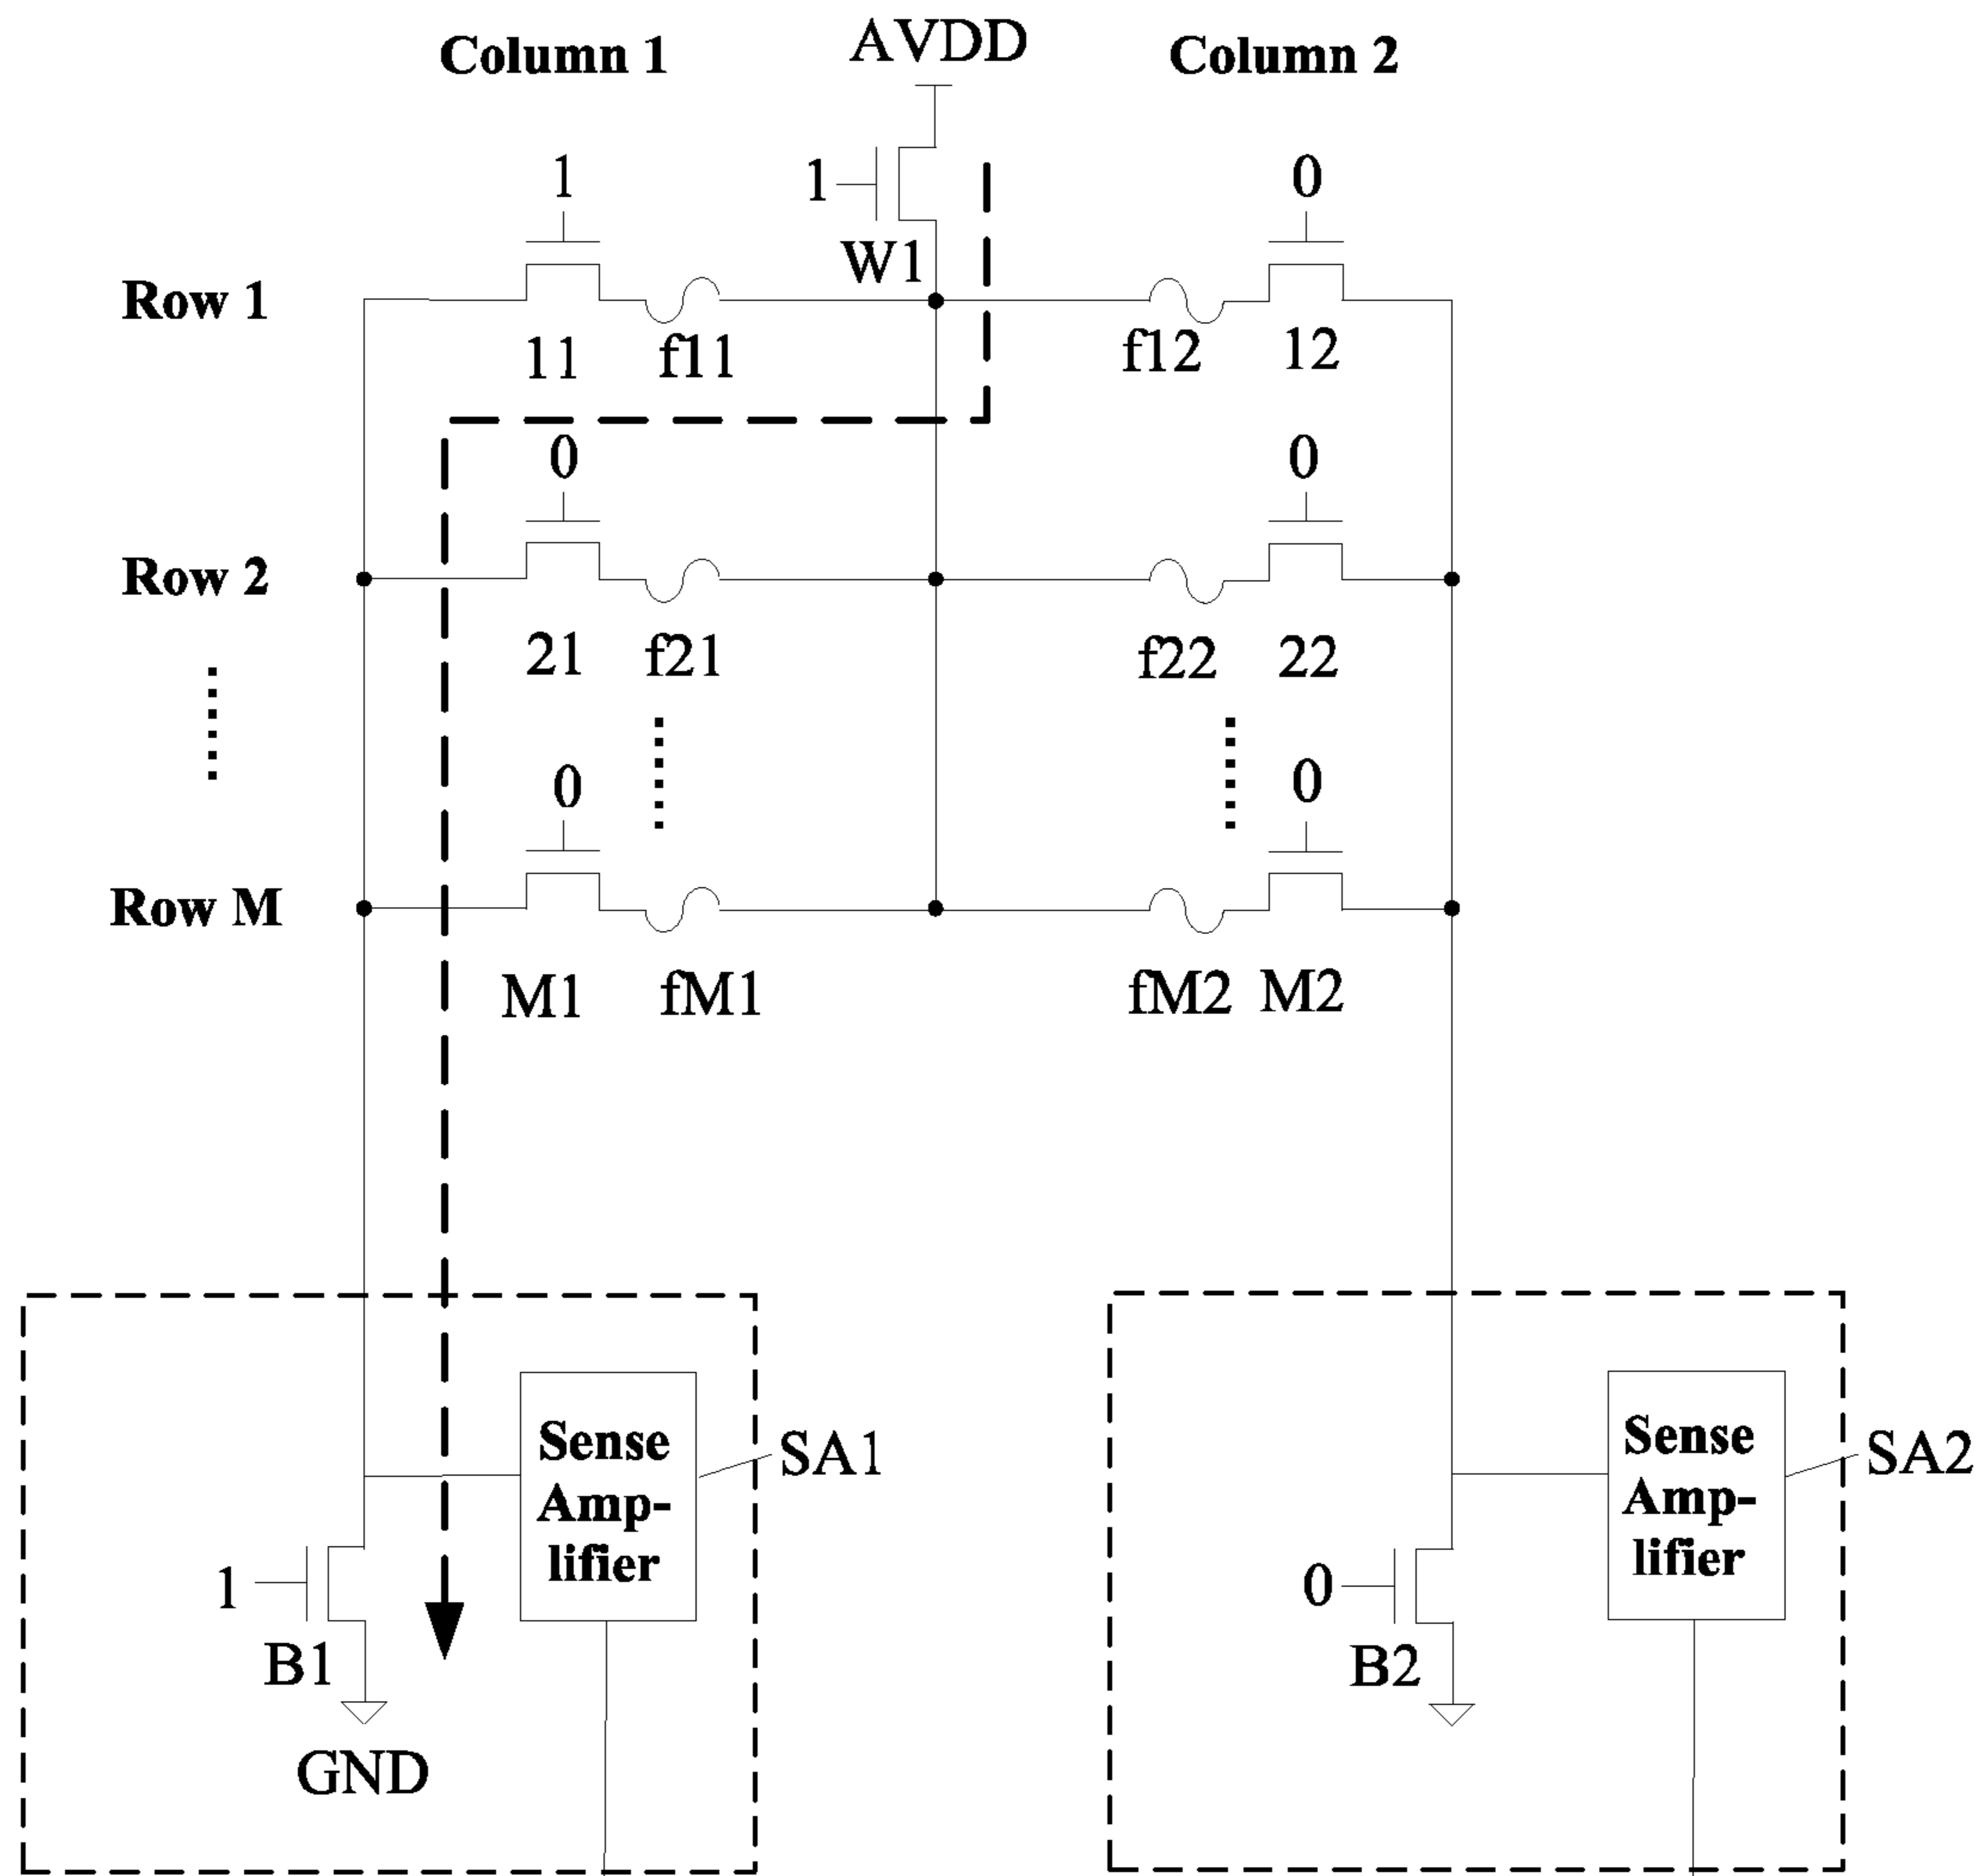 Column 1
AVDD
Column 2
1
1
0
W1
Row 1
11
f11
f12
12
0
0
Row 2
21
f21
f22
22
0
0
Row M
M1
fM1
fM2
M2
Sense
Amp-
lifier
SA1
Sense
Amp-
lifier
SA2
1
B1
GND
0
B2